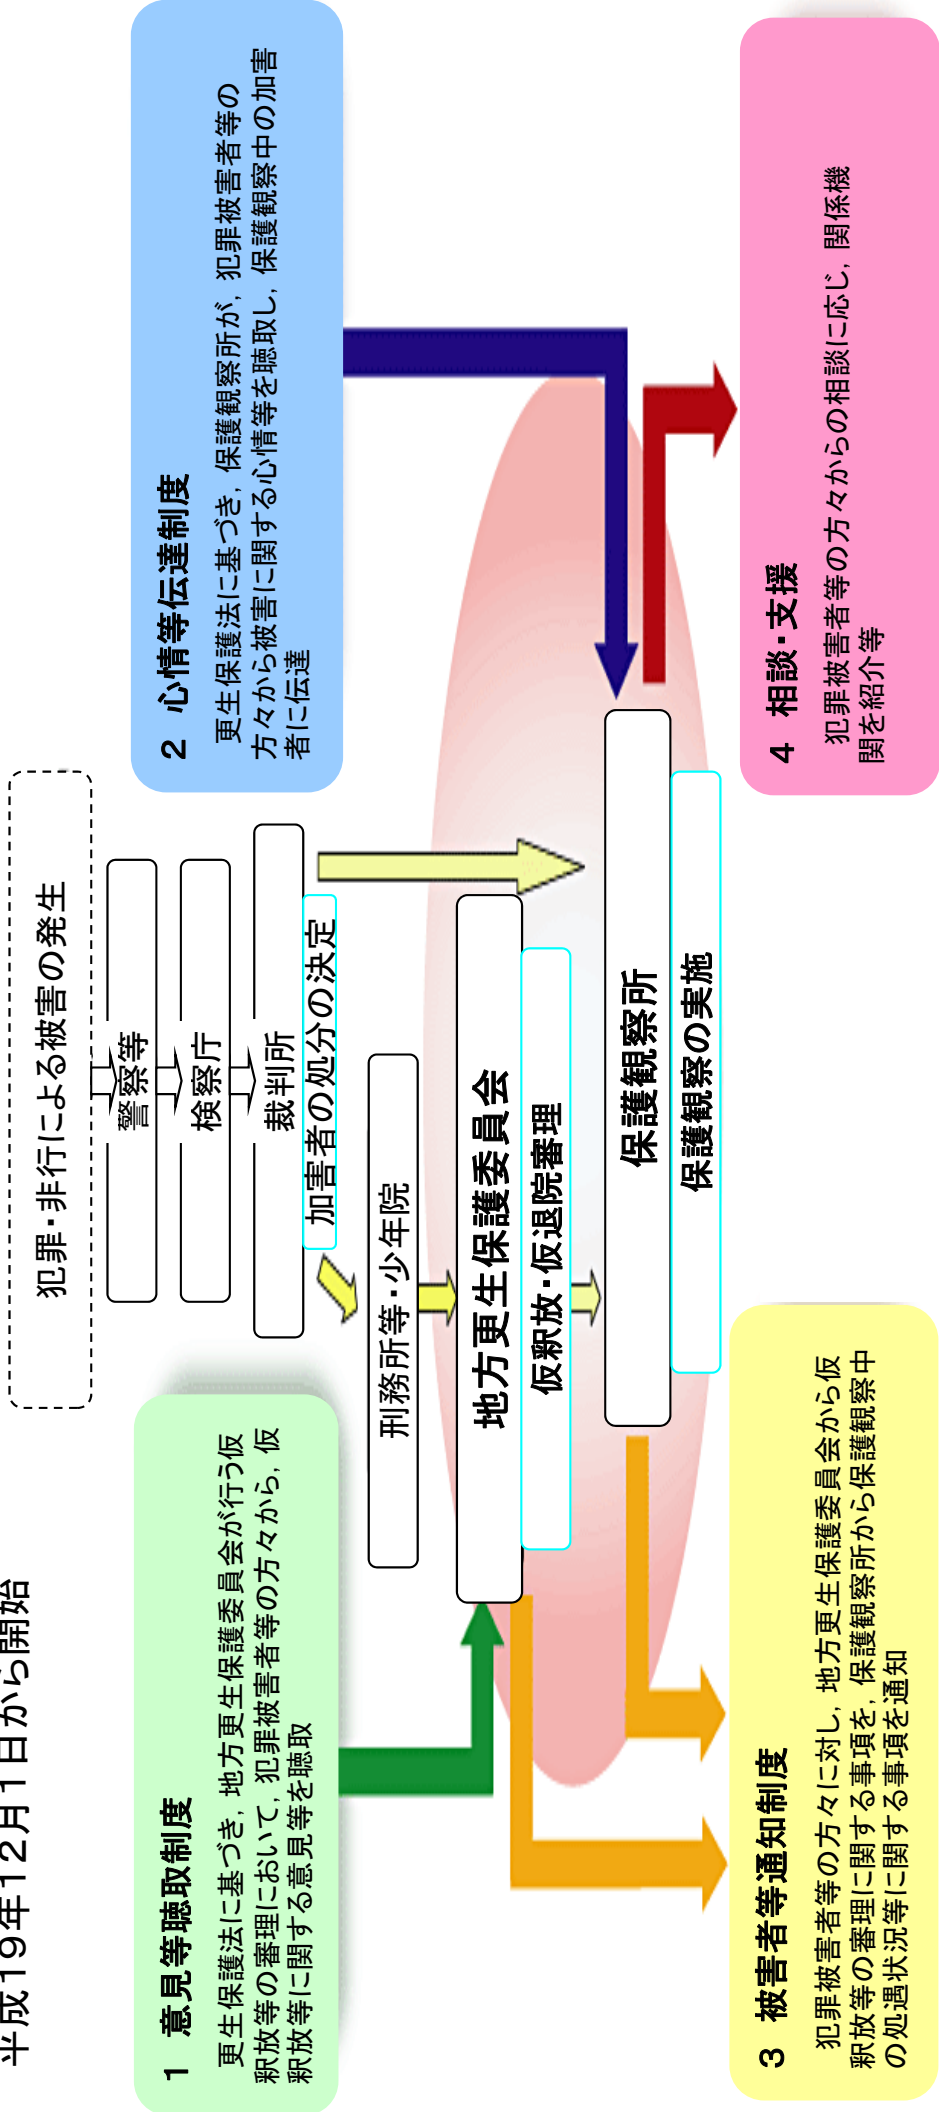 平成19年12月1日から開始
犯罪・非行による被害の発生
警察等
検察庁
裁判所
加害者の処分の決定
刑務所等・少年院
地方更生保護委員会
仮釈放・仮退院審理
保護観察所
保護観察の実施
1 意見等聴取制度
更生保護法に基づき，地方更生保護委員会が行う仮
釈放等の審理において，犯罪被害者等の方々から，仮
釈放等に関する意見等を聴取
2 心情等伝達制度
更生保護法に基づき，保護観察所が，犯罪被害者等の
方々から被害に関する心情等を聴取し，保護観察中の加害
者に伝達
3 被害者等通知制度
犯罪被害者等の方々に対し，地方更生保護委員会から仮
釈放等の審理に関する事項を，保護観察所から保護観察中
の処遇状況等に関する事項を通知
4 相談・支援
犯罪被害者等の方々からの相談に応じ，関係機
関を紹介等